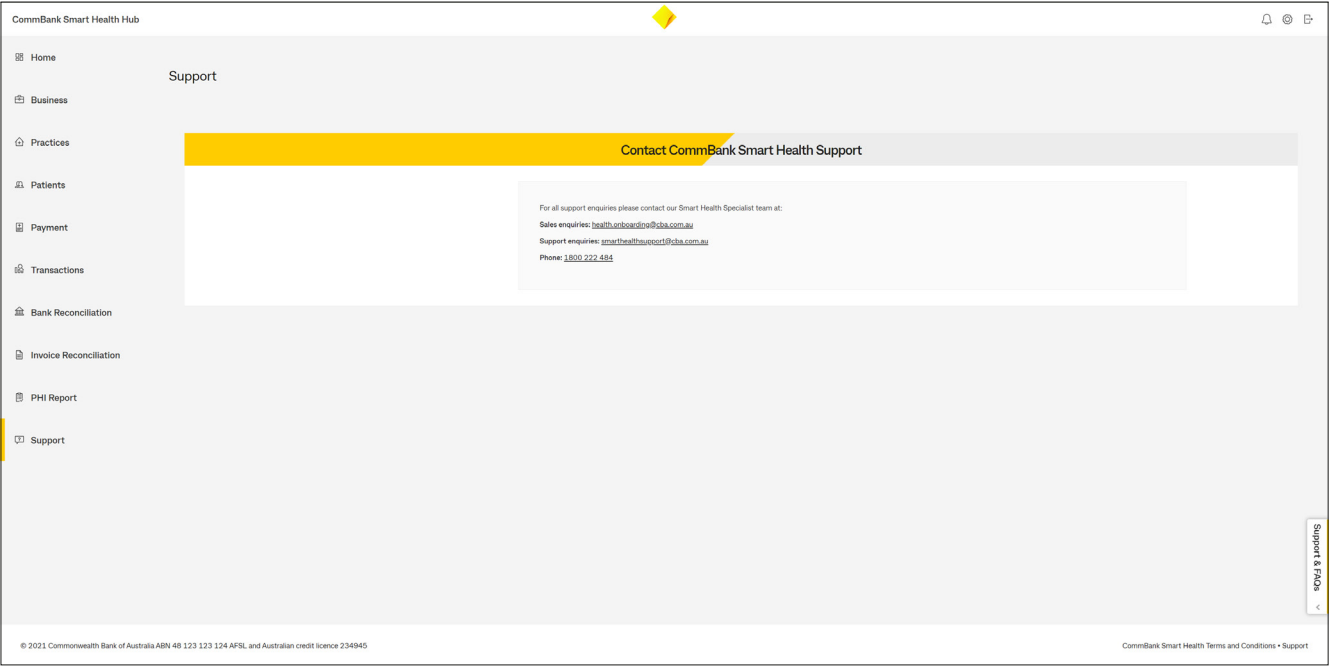 CommBank Smart Health Hub
Home
Business
Practices
Patients
Payment
Transactions
Bank Reconciliation
Invoice Reconciliation
PHI Report
Support
Support
Contact CommBank Smart Health Support
For all support enquiries please contact our Smart Health Specialist team at:
Sales enquiries: health.onboarding@cba.com.au
Support enquiries: smarthealthsupport@cba.com.au
Phone: 1800 222 484
Support & FAQs
© 2021 Commonwealth Bank of Australia ABN 48 123 123 124 AFSL and Australian credit licence 234945
CommBank Smart Health Terms and Conditions • Support